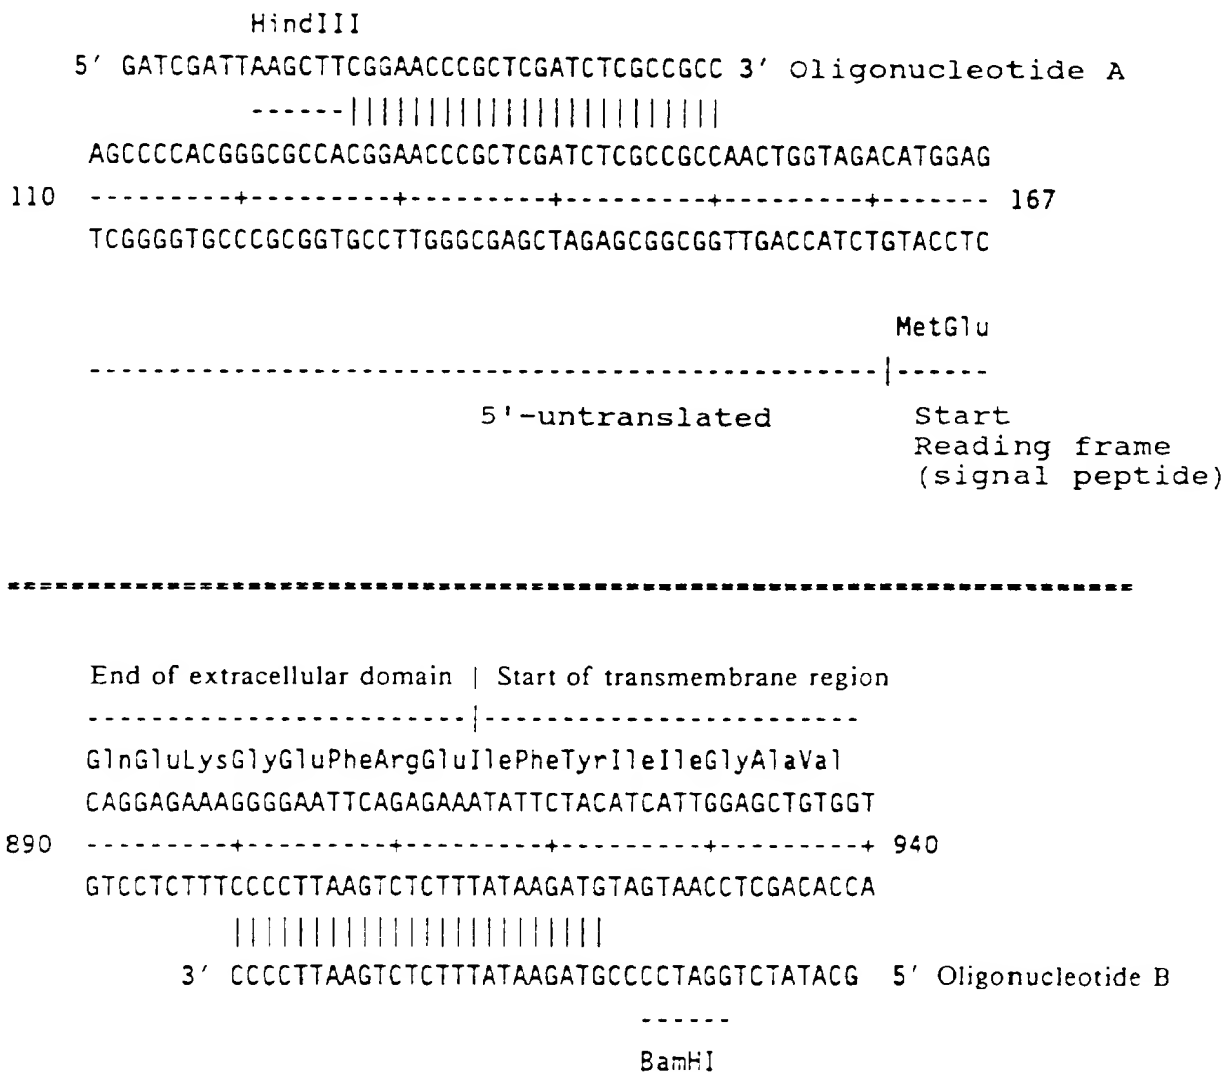 HindIII
5′ GATCGATTAAGCTTCGGAACCCGCTCGATCTCGCCGCC 3′ Oligonucleotide A
------||||||||||||||||||||||||
AGCCCCACGGGCGCCACGGAACCCGCTCGATCTCGCCGCCAACTGGTAGACATGGAG
110 ---------+---------+---------+---------+---------+------- 167
TCGGGGTGCCCGCGGTGCCTTGGGCGAGCTAGAGCGGCGGTTGACCATCTGTACCTC
MetGlu
--------------------------------------------------|------
5'-untranslated Start
Reading frame
(signal peptide)
========================================================================
End of extracellular domain | Start of transmembrane region
------------------------|------------------------
GlnGluLysGlyGluPheArgGluIlePheTyrIleIleGlyAlaVal
CAGGAGAAAGGGGAATTCAGAGAAATATTCTACATCATTGGAGCTGTGGT
890 ---------+---------+---------+---------+---------+ 940
GTCCTCTTTCCCCTTAAGTCTCTTTATAAGATGTAGTAACCTCGACACCA
||||||||||||||||||||||||
3′ CCCCTTAAGTCTCTTTATAAGATGCCCCTAGGTCTATACG 5′ Oligonucleotide B
------
BamHI